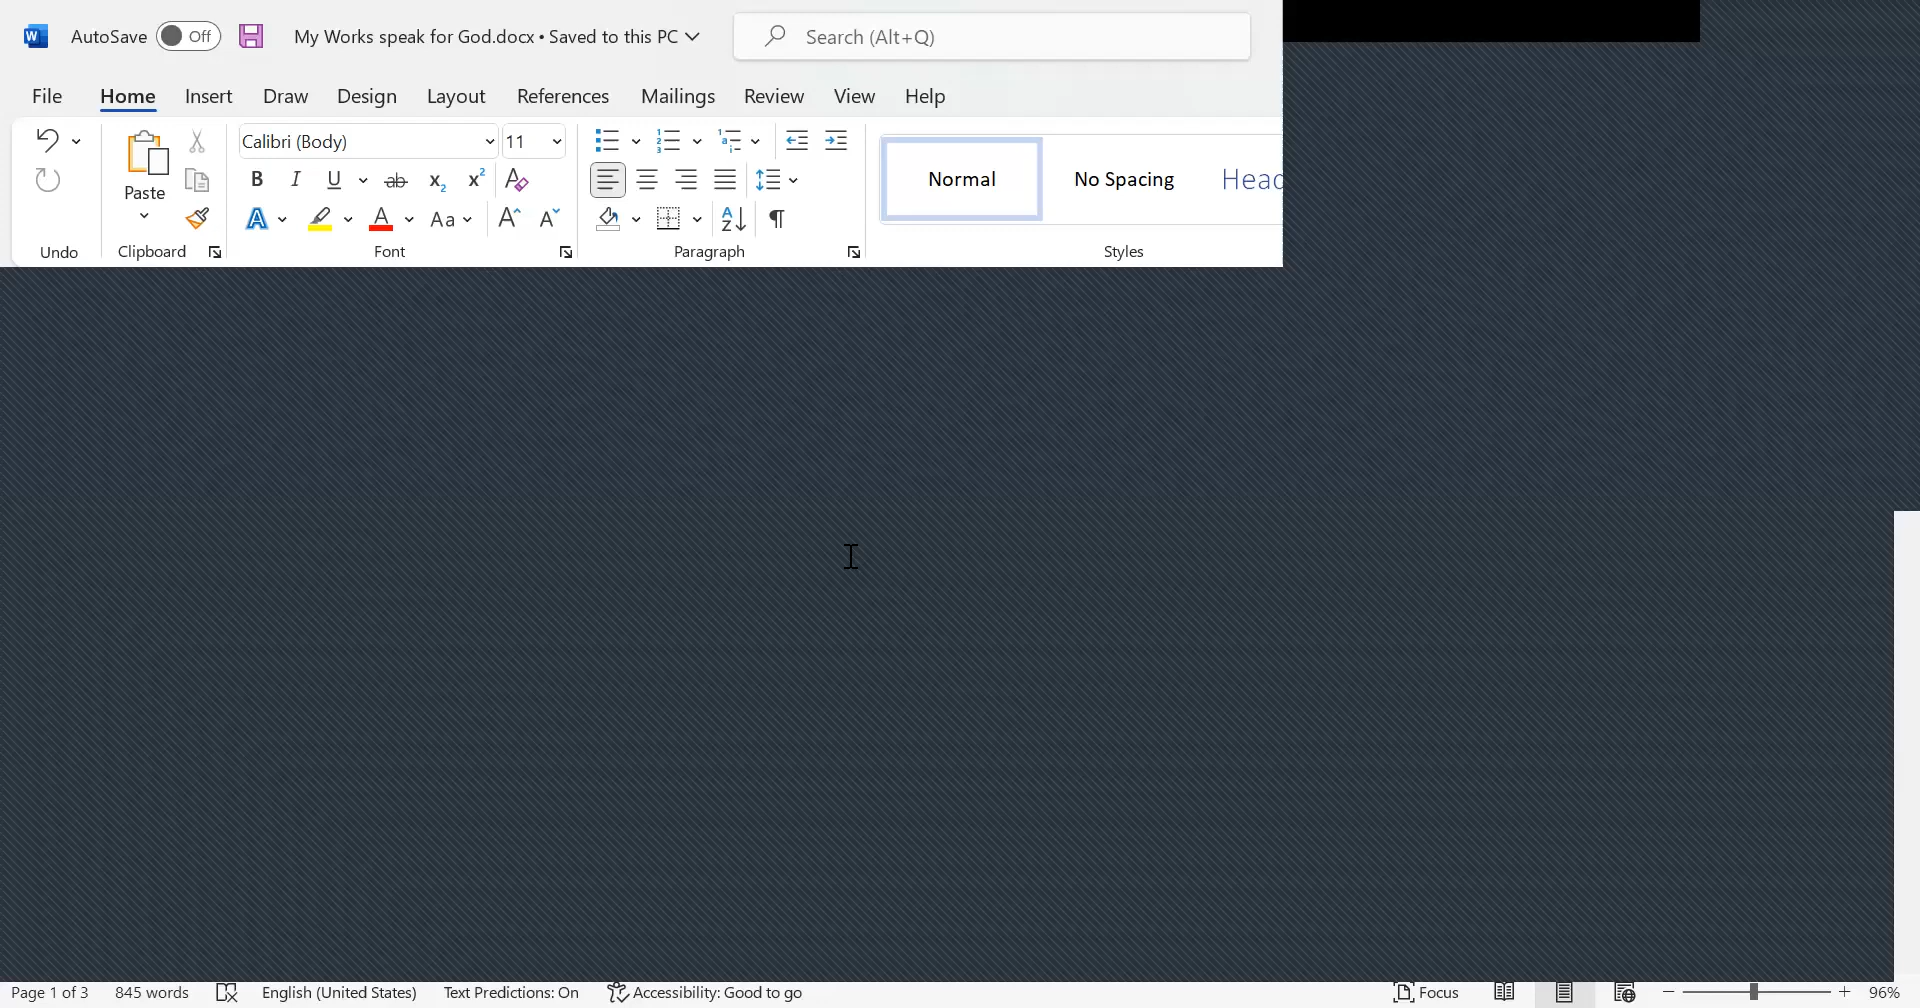 AutoSave Off My Works speak for God.docx • Saved to this PC Search (Alt+Q)
File Home Insert Draw Design Layout References Mailings Review View Help
Calibri (Body) 11
Paste
Normal No Spacing Head
Undo Clipboard Font Paragraph Styles
Page 1 of 3 845 words English (United States) Text Predictions: On Accessibility: Good to go Focus 96%